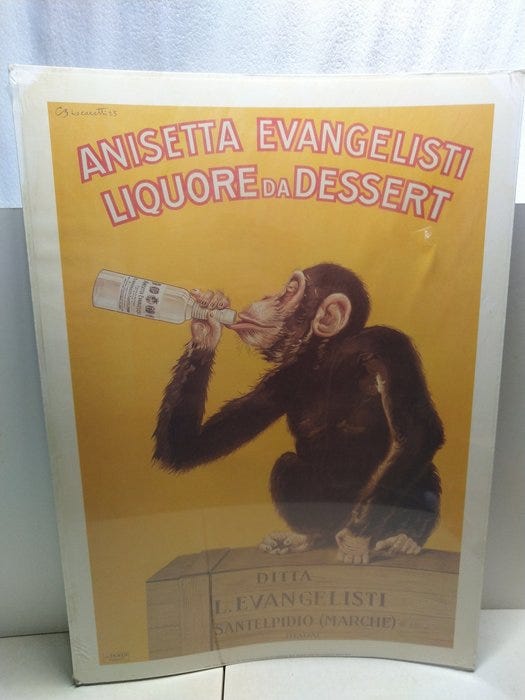 ANISETTA EVANGELISTI
LIQUORE DA DESSERT
DITTA
L. EVANGELISTI
SANTELPIDIO (MARCHE)